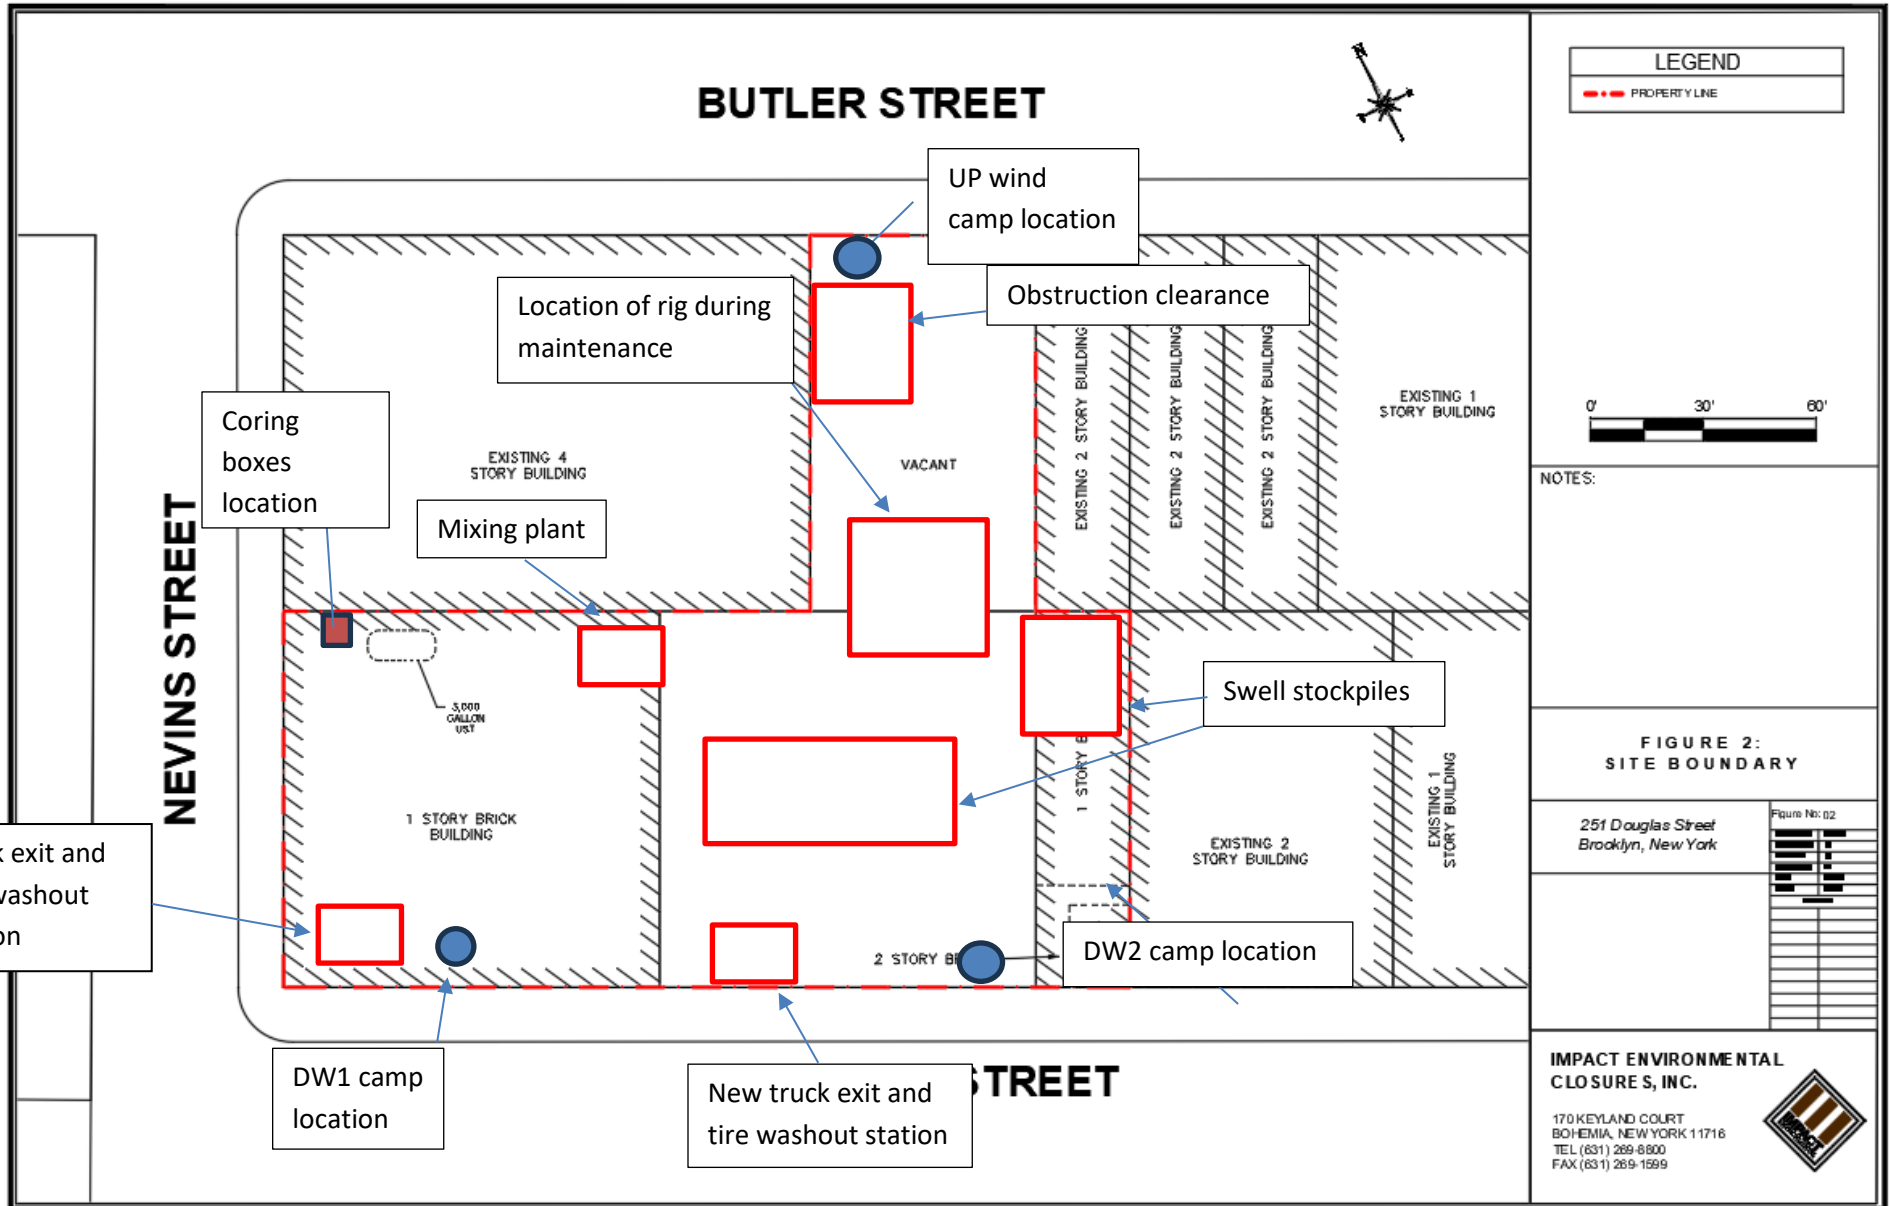 BUTLER STREET
N
LEGEND
PROPERTY LINE
UP wind
camp location
Obstruction clearance
Location of rig during
maintenance
0' 30' 60'
EXISTING 2 STORY BUILDING
EXISTING 2 STORY BUILDING
EXISTING 2 STORY BUILDING
EXISTING 1
STORY BUILDING
Coring
boxes
location
EXISTING 4
STORY BUILDING
VACANT
NOTES:
NEVINS STREET
Mixing plant
Swell stockpiles
3,000
GALLON
UST
1 STORY B
FIGURE 2:
SITE BOUNDARY
1 STORY BRICK
BUILDING
EXISTING 2
STORY BUILDING
EXISTING 1
STORY BUILDING
251 Douglas Street
Brooklyn, New York
Figure No: 02
k exit and
washout
on
2 STORY B
DW2 camp location
DW1 camp
location
New truck exit and
tire washout station
STREET
IMPACT ENVIRONMENTAL
CLOSURES, INC.
170 KEYLAND COURT
BOHEMIA, NEW YORK 11716
TEL (631) 269-8800
FAX (631) 269-1599
IMPACT